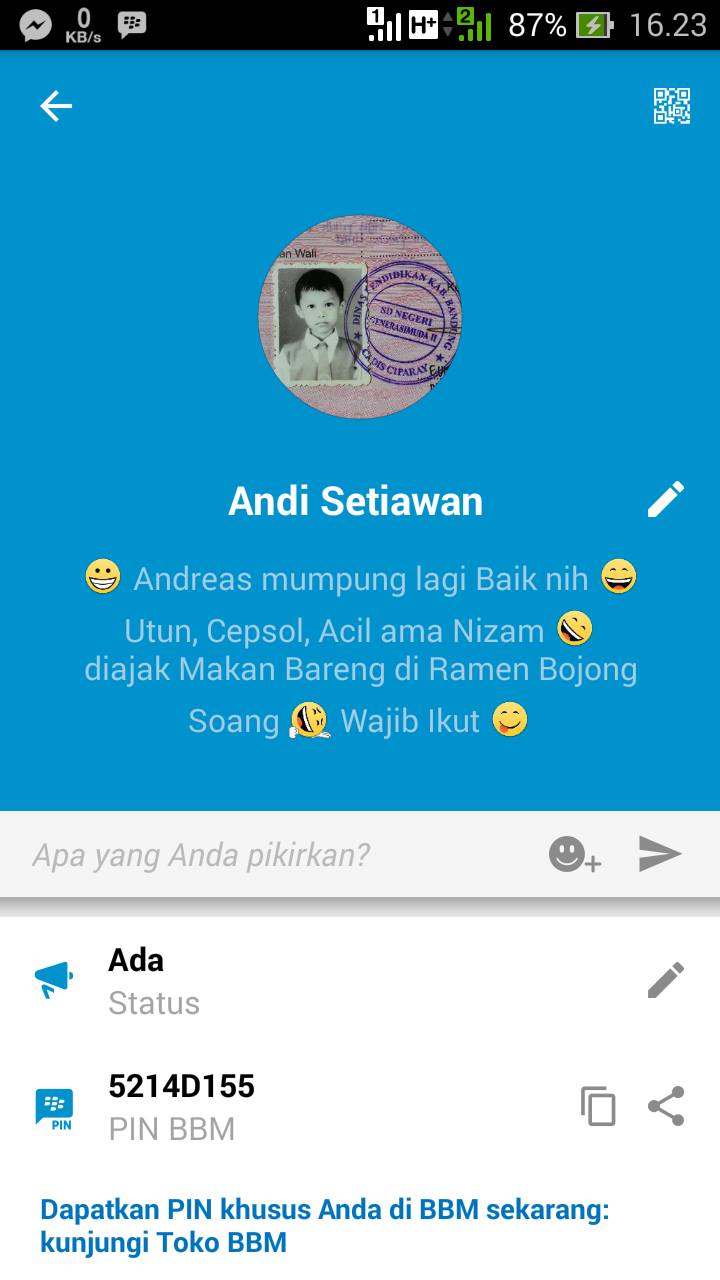 0
KB/s
1
H+
2
87%
16.23
an Wali
DINAS PENDIDIKAN KAB. BANDUNG
SD NEGERI
GENERASIMUDA II
CADIS CIPARAY
Andi Setiawan
Andreas mumpung lagi Baik nih
Utun, Cepsol, Acil ama Nizam
diajak Makan Bareng di Ramen Bojong
Soang Wajib Ikut
Apa yang Anda pikirkan?
Ada
Status
5214D155
PIN
PIN BBM
Dapatkan PIN khusus Anda di BBM sekarang:
kunjungi Toko BBM